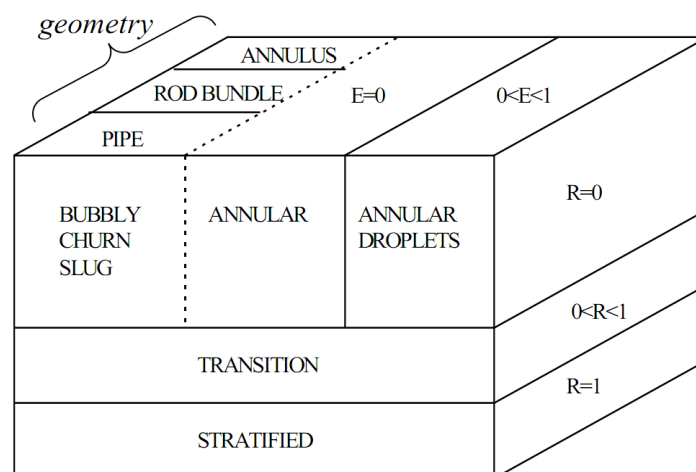 geometry
ANNULUS
ROD BUNDLE
E=0
0<E<1
PIPE
BUBBLY
CHURN
SLUG
ANNULAR
ANNULAR
DROPLETS
R=0
TRANSITION
0<R<1
R=1
STRATIFIED